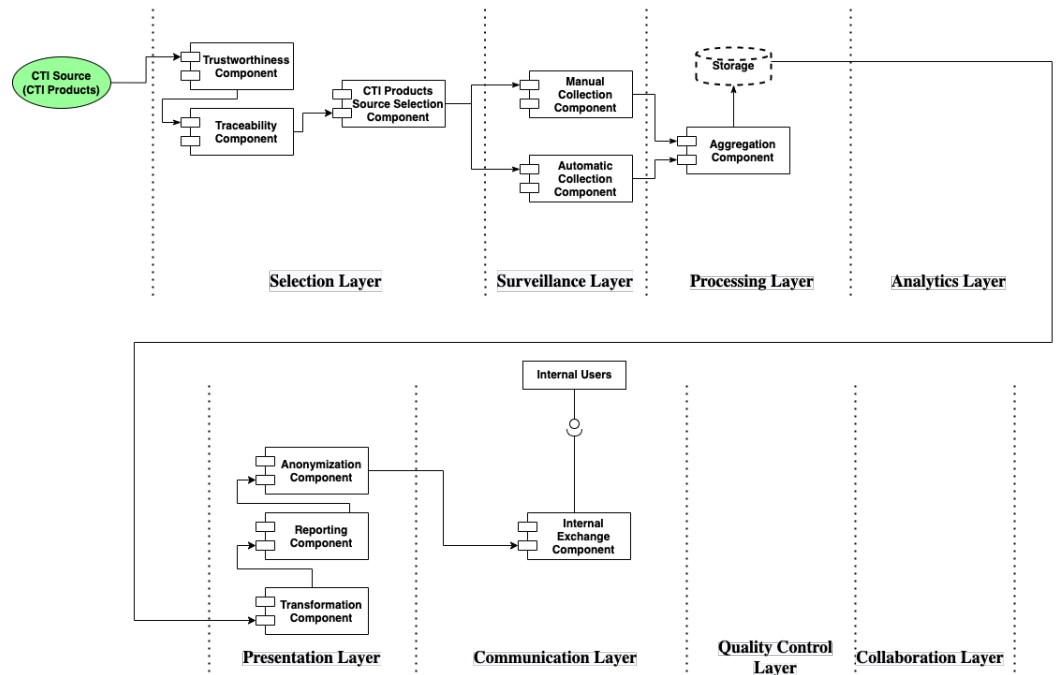 CTI Source
(CTI Products)
Trustworthiness
Component
Traceability
Component
CTI Products
Source Selection
Component
Manual
Collection
Component
Automatic
Collection
Component
Storage
Aggregation
Component
Selection Layer
Surveillance Layer
Processing Layer
Analytics Layer
Internal Users
Anonymization
Component
Reporting
Component
Transformation
Component
Internal
Exchange
Component
Presentation Layer
Communication Layer
Quality Control
Layer
Collaboration Layer